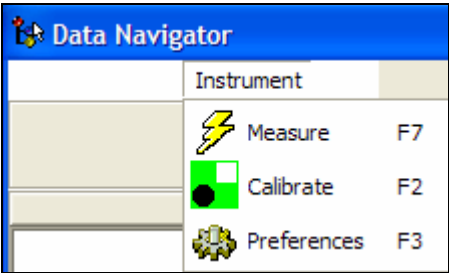 Data Navigator
Instrument
Measure F7
Calibrate F2
Preferences F3